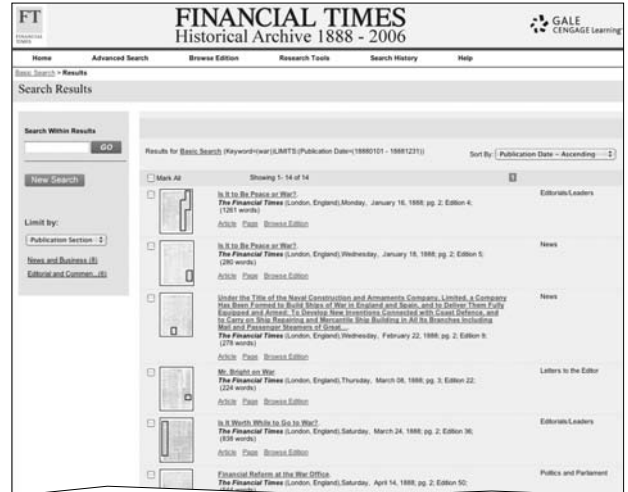 FT
FINANCIAL
TIMES
FINANCIAL TIMES
Historical Archive 1888 - 2006
GALE
CENGAGE Learning
Home Advanced Search Browse Edition Research Tools Search History Help
Basic Search > Results
Search Results
Search Within Results
GO
New Search
Limit by:
Publication Section
News and Business (8)
Editorial and Commen...(6)
Results for Basic Search (Keyword=(war))LIMITS:(Publication Date=(18880101 - 18881231))
Sort By: Publication Date – Ascending
Mark All Showing 1- 14 of 14 1
Is It to Be Peace or War?. Editorials/Leaders
The Financial Times (London, England),Monday, January 16, 1888; pg. 2; Edition 4;
(1261 words)
Article Page Browse Edition
Is It to Be Peace or War?. News
The Financial Times (London, England),Wednesday, January 18, 1888; pg. 2; Edition 5;
(280 words)
Article Page Browse Edition
Under the Title of the Naval Construction and Armaments Company, Limited, a Company News
Has Been Formed to Build Ships of War in England and Spain, and to Deliver Them Fully
Equipped and Armed: To Develop New Inventions Connected with Coast Defence, and
to Carry on Ship Repairing and Mercantile Ship Building in All Its Branches Including
Mail and Passenger Steamers of Great....
The Financial Times (London, England),Wednesday, February 22, 1888; pg. 2; Edition 9;
(278 words)
Article Page Browse Edition
Mr. Bright on War. Letters to the Editor
The Financial Times (London, England),Thursday, March 08, 1888; pg. 3; Edition 22;
(224 words)
Article Page Browse Edition
Is It Worth While to Go to War?. Editorials/Leaders
The Financial Times (London, England),Saturday, March 24, 1888; pg. 2; Edition 36;
(838 words)
Article Page Browse Edition
Financial Reform at the War Office. Politics and Parliament
The Financial Times (London, England),Saturday, April 14, 1888; pg. 2; Edition 50;